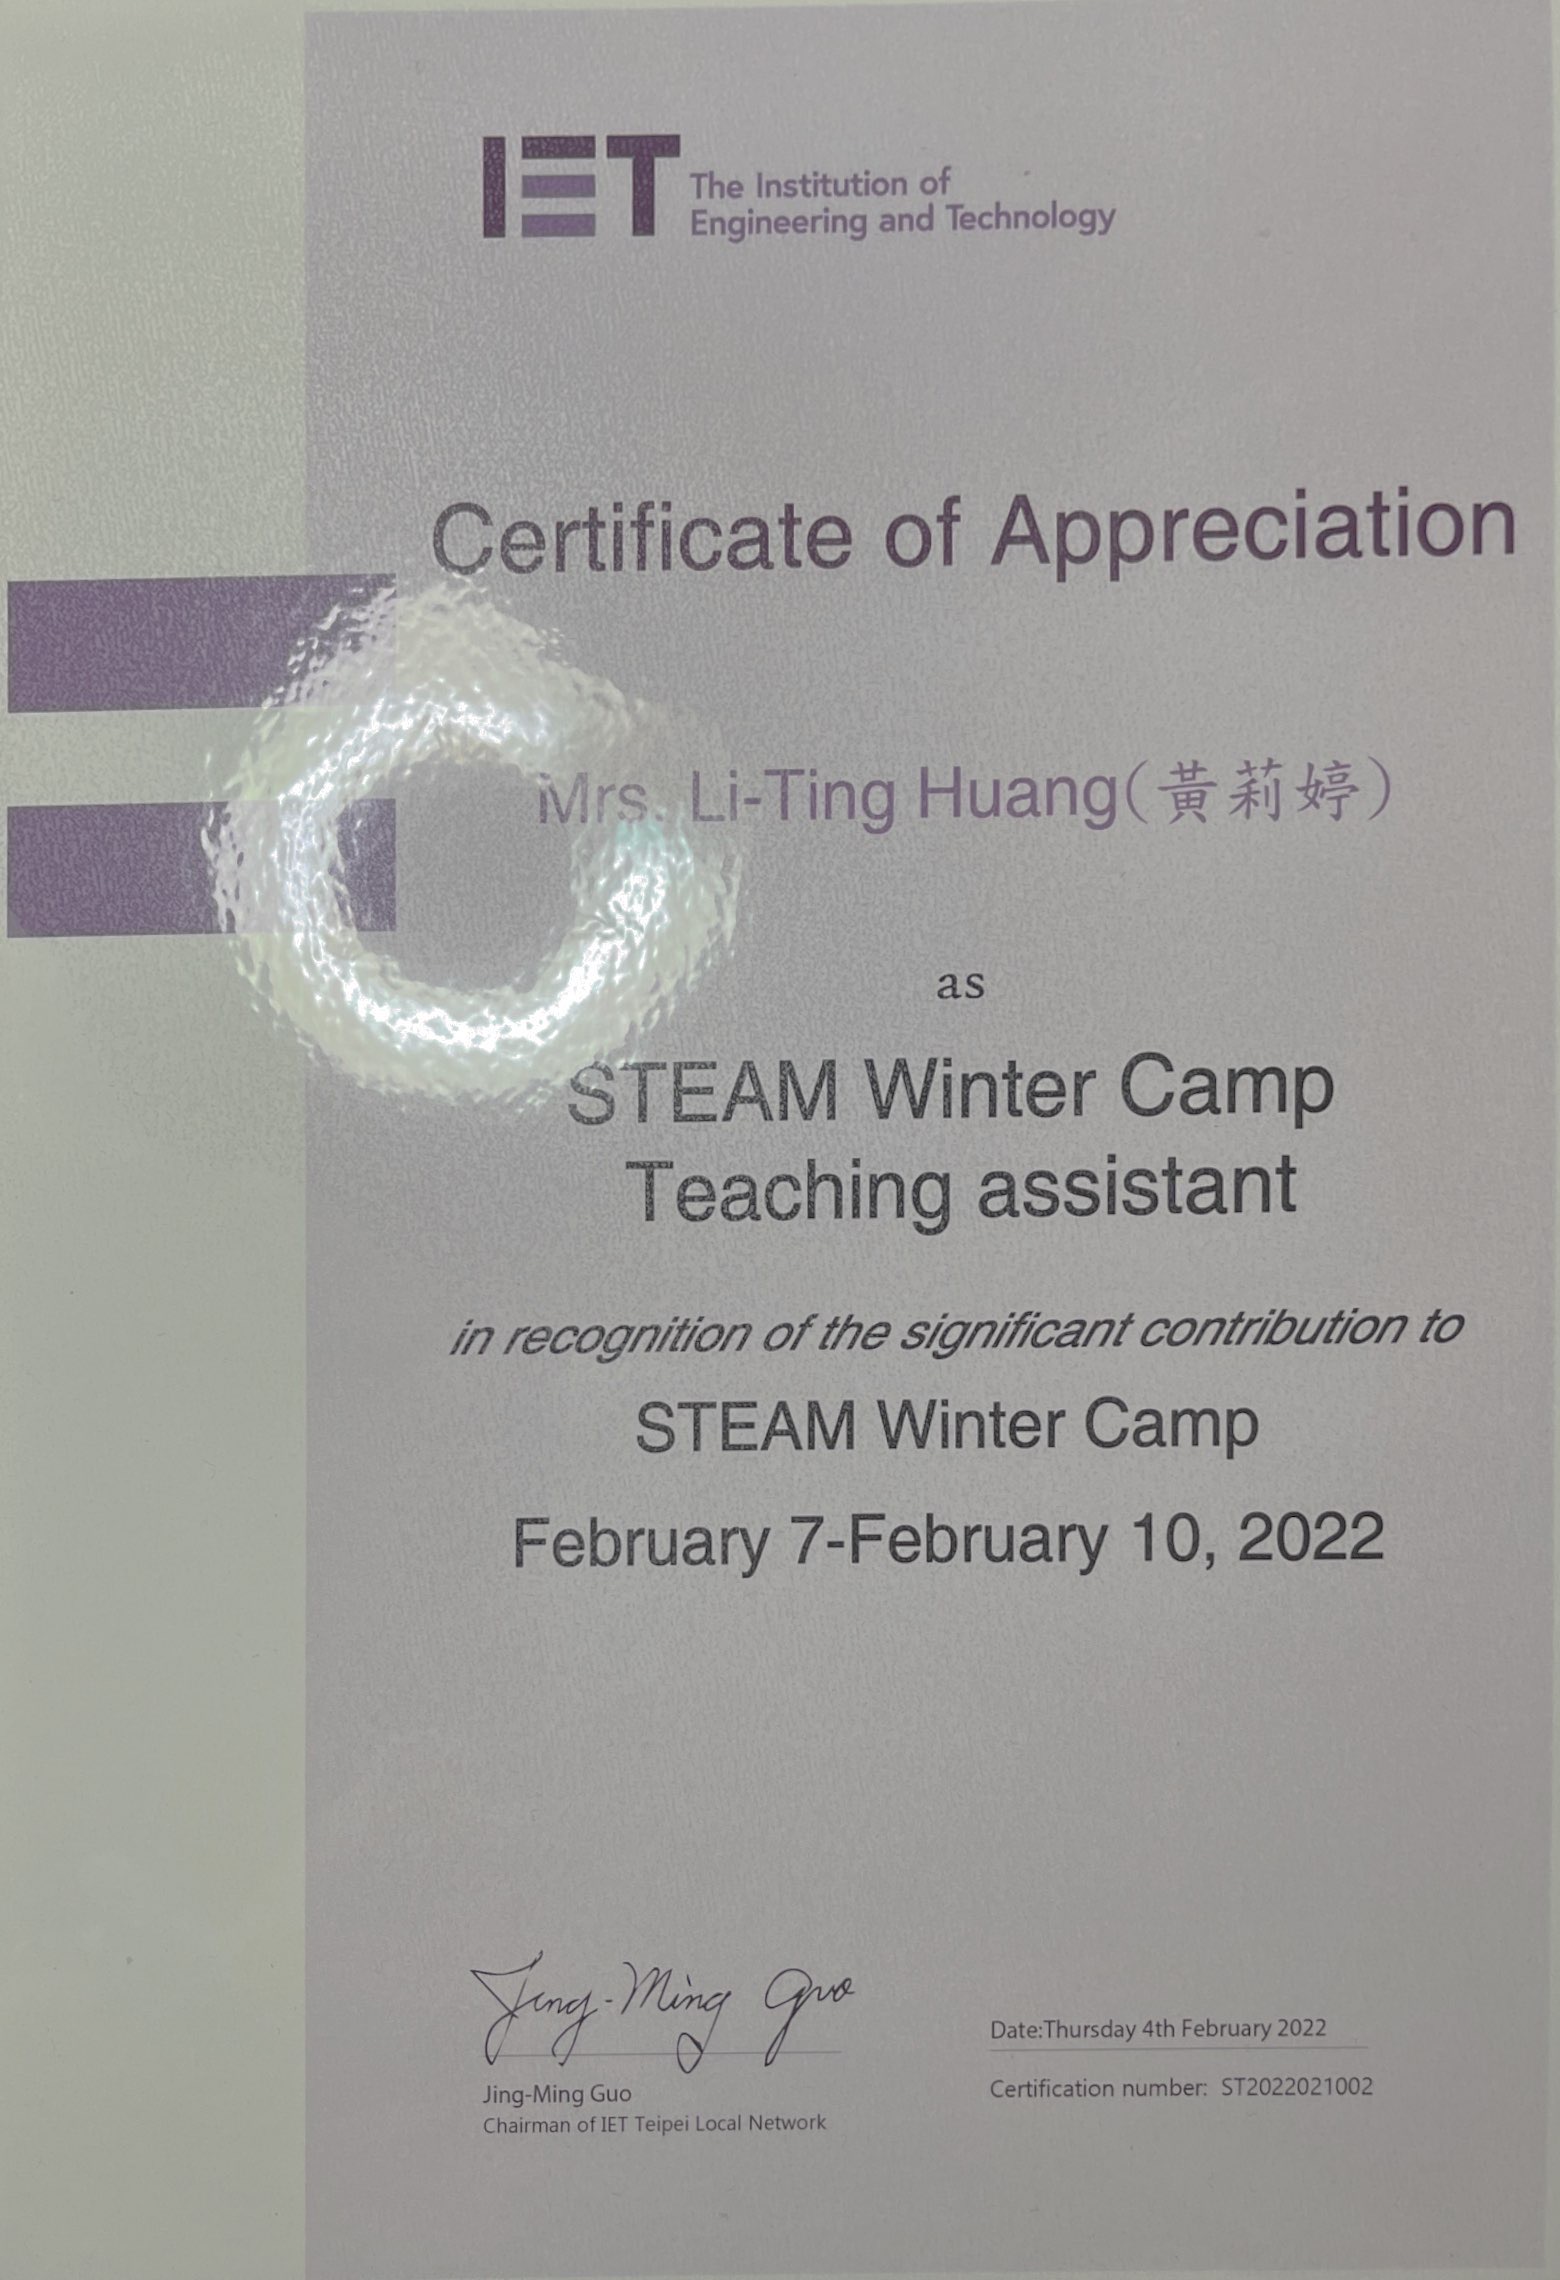 IET The Institution of
Engineering and Technology
Certificate of Appreciation
Mrs. Li-Ting Huang(黃莉婷)
as
STEAM Winter Camp
Teaching assistant
in recognition of the significant contribution to
STEAM Winter Camp
February 7-February 10, 2022
Jing-Ming Guo
Date:Thursday 4th February 2022
Jing-Ming Guo
Certification number: ST2022021002
Chairman of IET Teipei Local Network